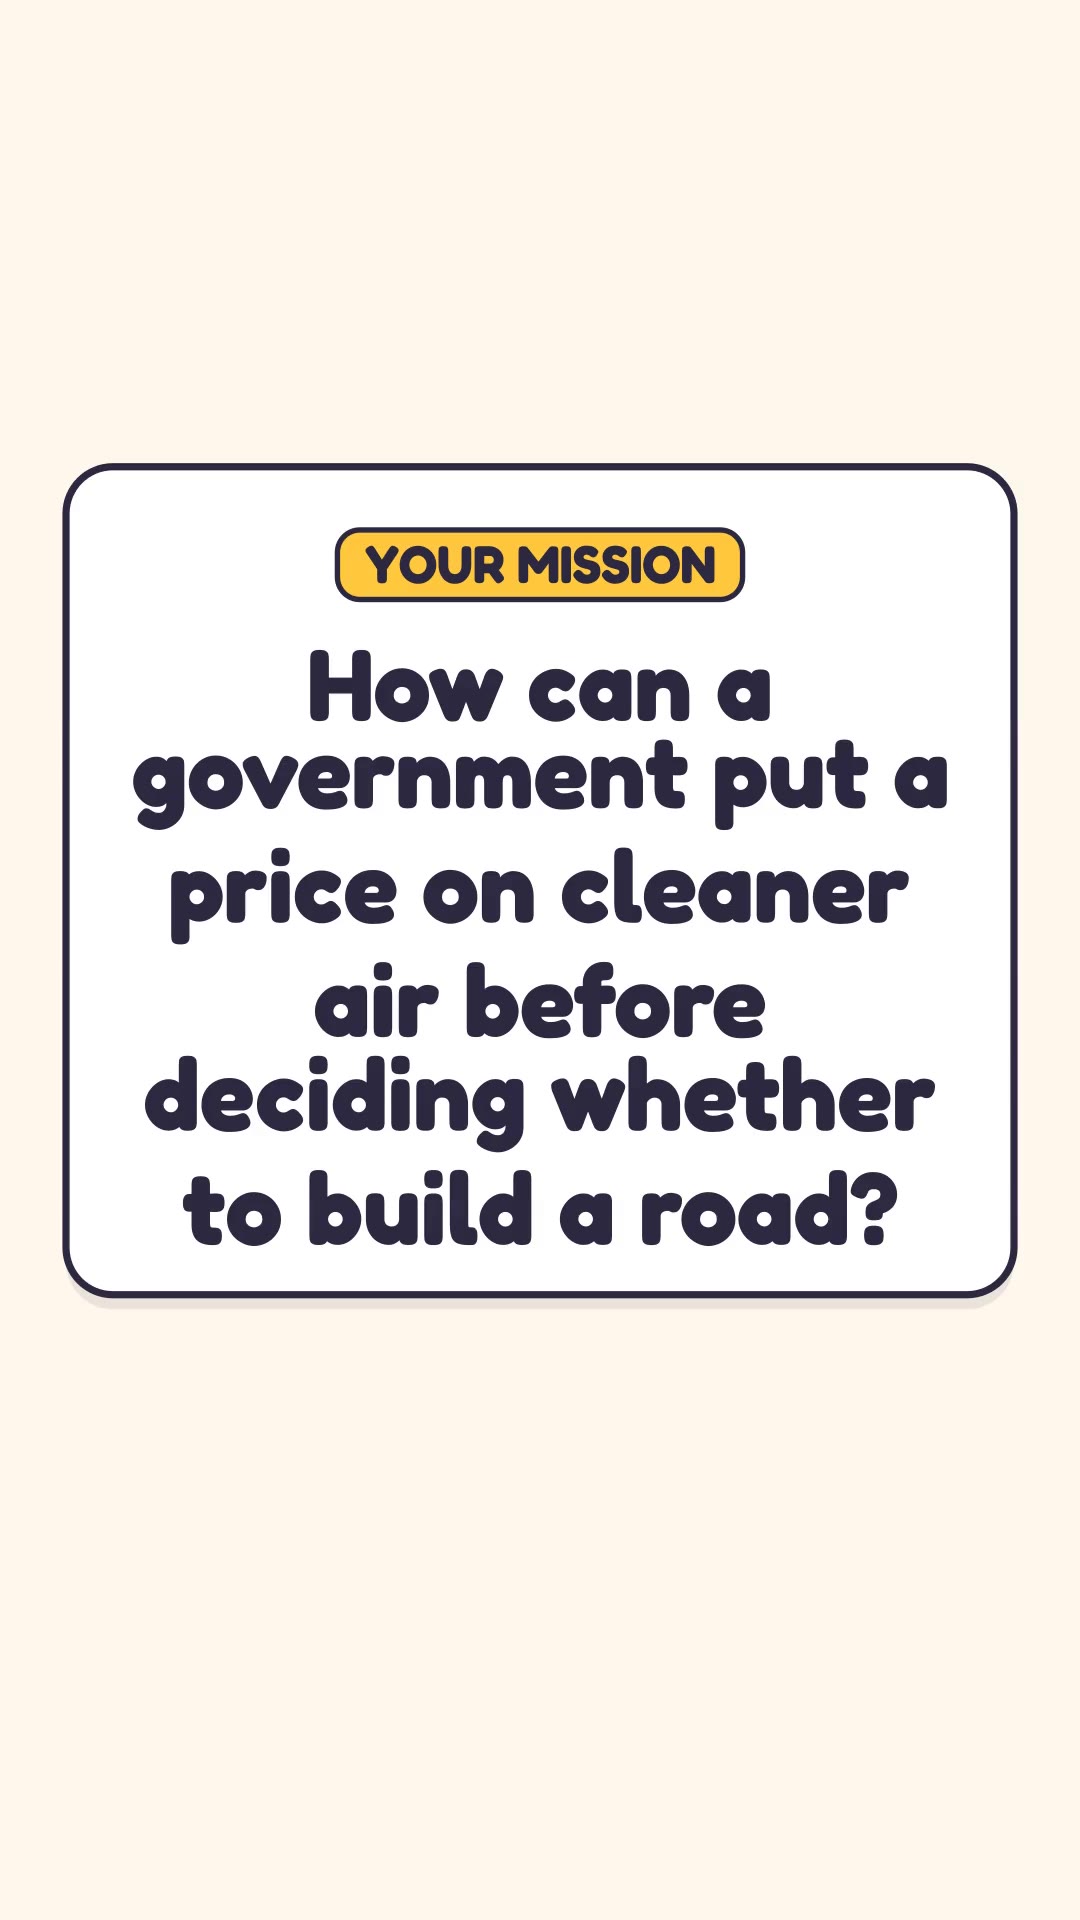 YOUR MISSION
How can a
government put a
price on cleaner
air before
deciding whether
to build a road?